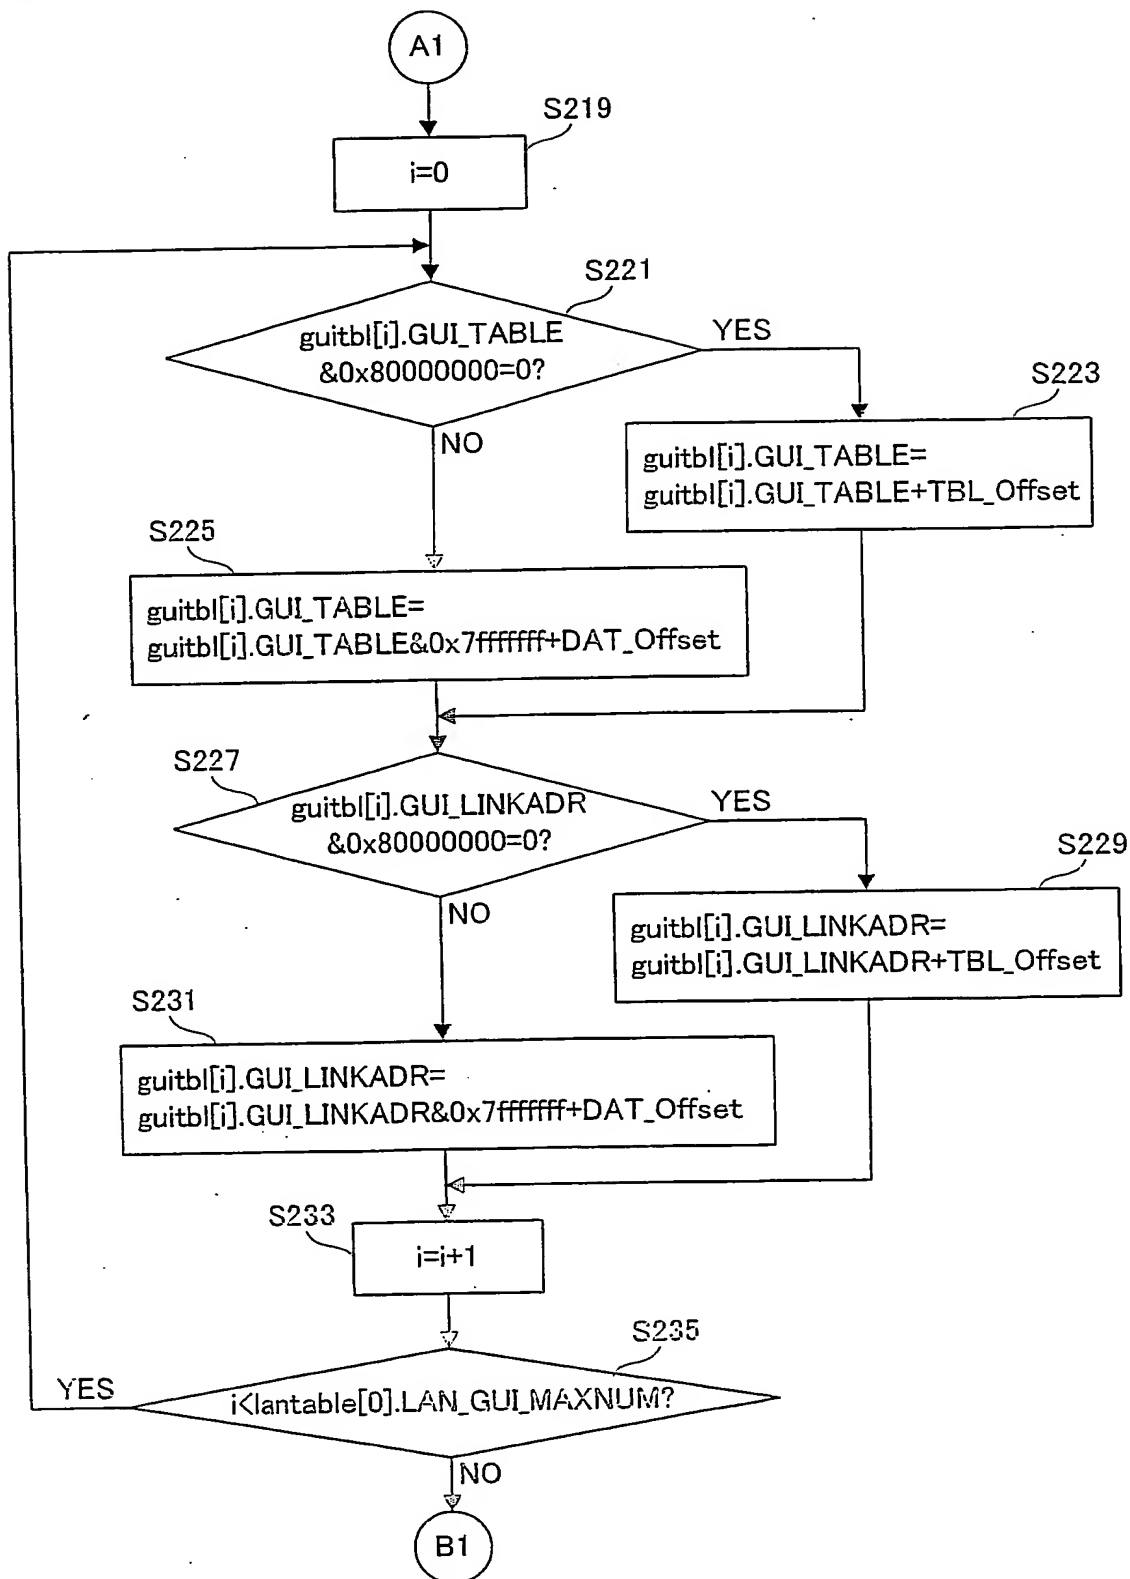 A1
S219
i=0
S221
guitbl[i].GUI_TABLE
&0x80000000=0?
YES
NO
S223
guitbl[i].GUI_TABLE=
guitbl[i].GUI_TABLE+TBL_Offset
S225
guitbl[i].GUI_TABLE=
guitbl[i].GUI_TABLE&0x7fffffff+DAT_Offset
S227
guitbl[i].GUI_LINKADR
&0x80000000=0?
YES
NO
S229
guitbl[i].GUI_LINKADR=
guitbl[i].GUI_LINKADR+TBL_Offset
S231
guitbl[i].GUI_LINKADR=
guitbl[i].GUI_LINKADR&0x7fffffff+DAT_Offset
S233
i=i+1
S235
i<lantable[0].LAN_GUI_MAXNUM?
YES
NO
B1